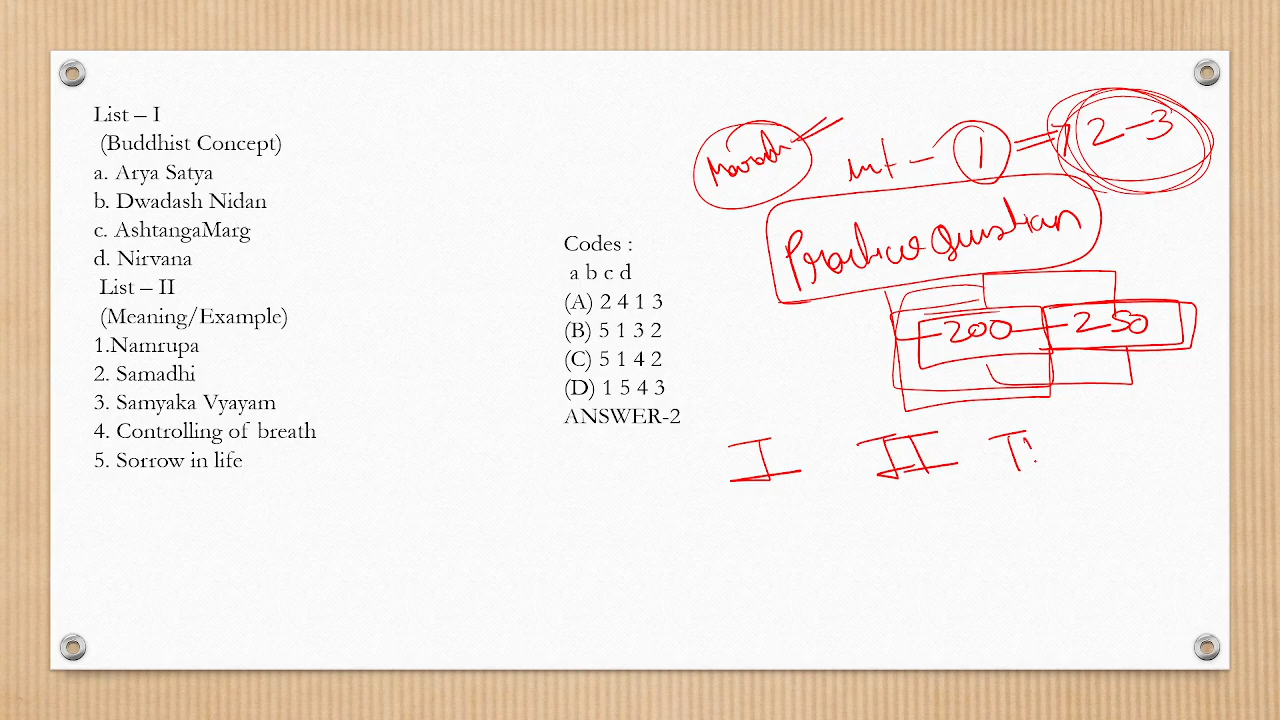 List – I
(Buddhist Concept)
a. Arya Satya
b. Dwadash Nidan
c. AshtangaMarg
d. Nirvana
List – II
(Meaning/Example)
1.Namrupa
2. Samadhi
3. Samyaka Vyayam
4. Controlling of breath
5. Sorrow in life
Codes :
a b c d
(A) 2 4 1 3
(B) 5 1 3 2
(C) 5 1 4 2
(D) 1 5 4 3
ANSWER-2
1 2-3
Practice Question
200 - 250
I II